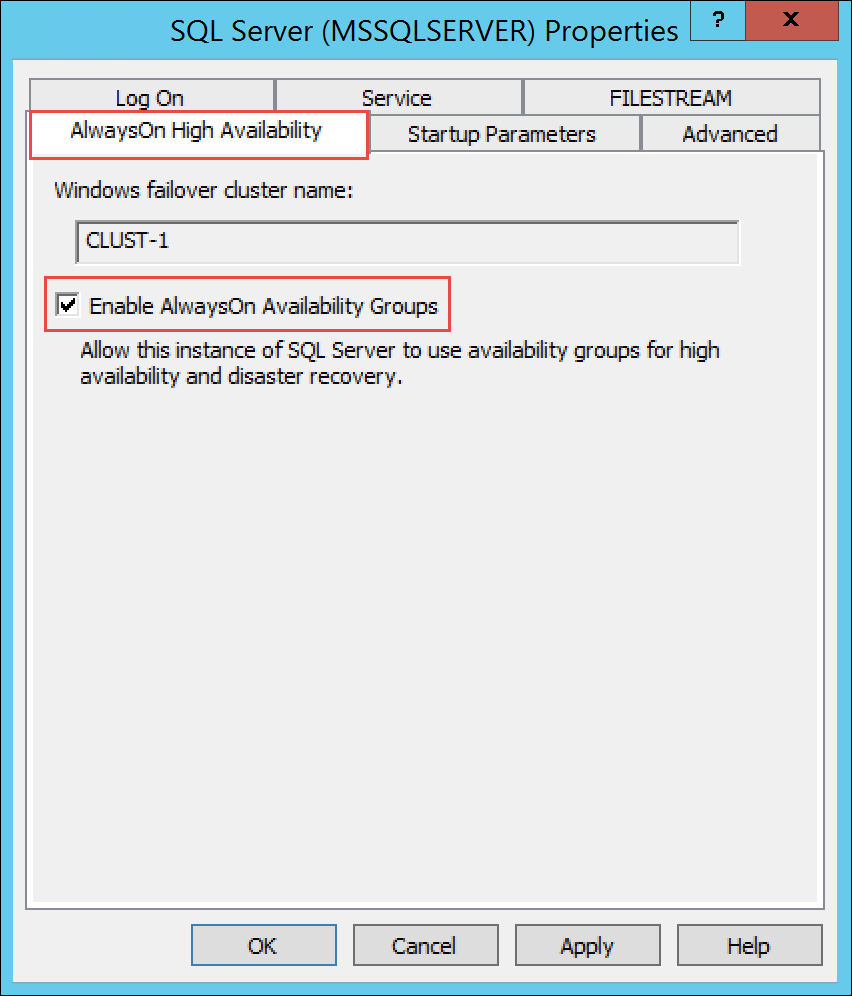 SQL Server (MSSQLSERVER) Properties
?
x
Log On
Service
FILESTREAM
AlwaysOn High Availability
Startup Parameters
Advanced
Windows failover cluster name:
CLUST-1
Enable AlwaysOn Availability Groups
Allow this instance of SQL Server to use availability groups for high
availability and disaster recovery.
OK
Cancel
Apply
Help